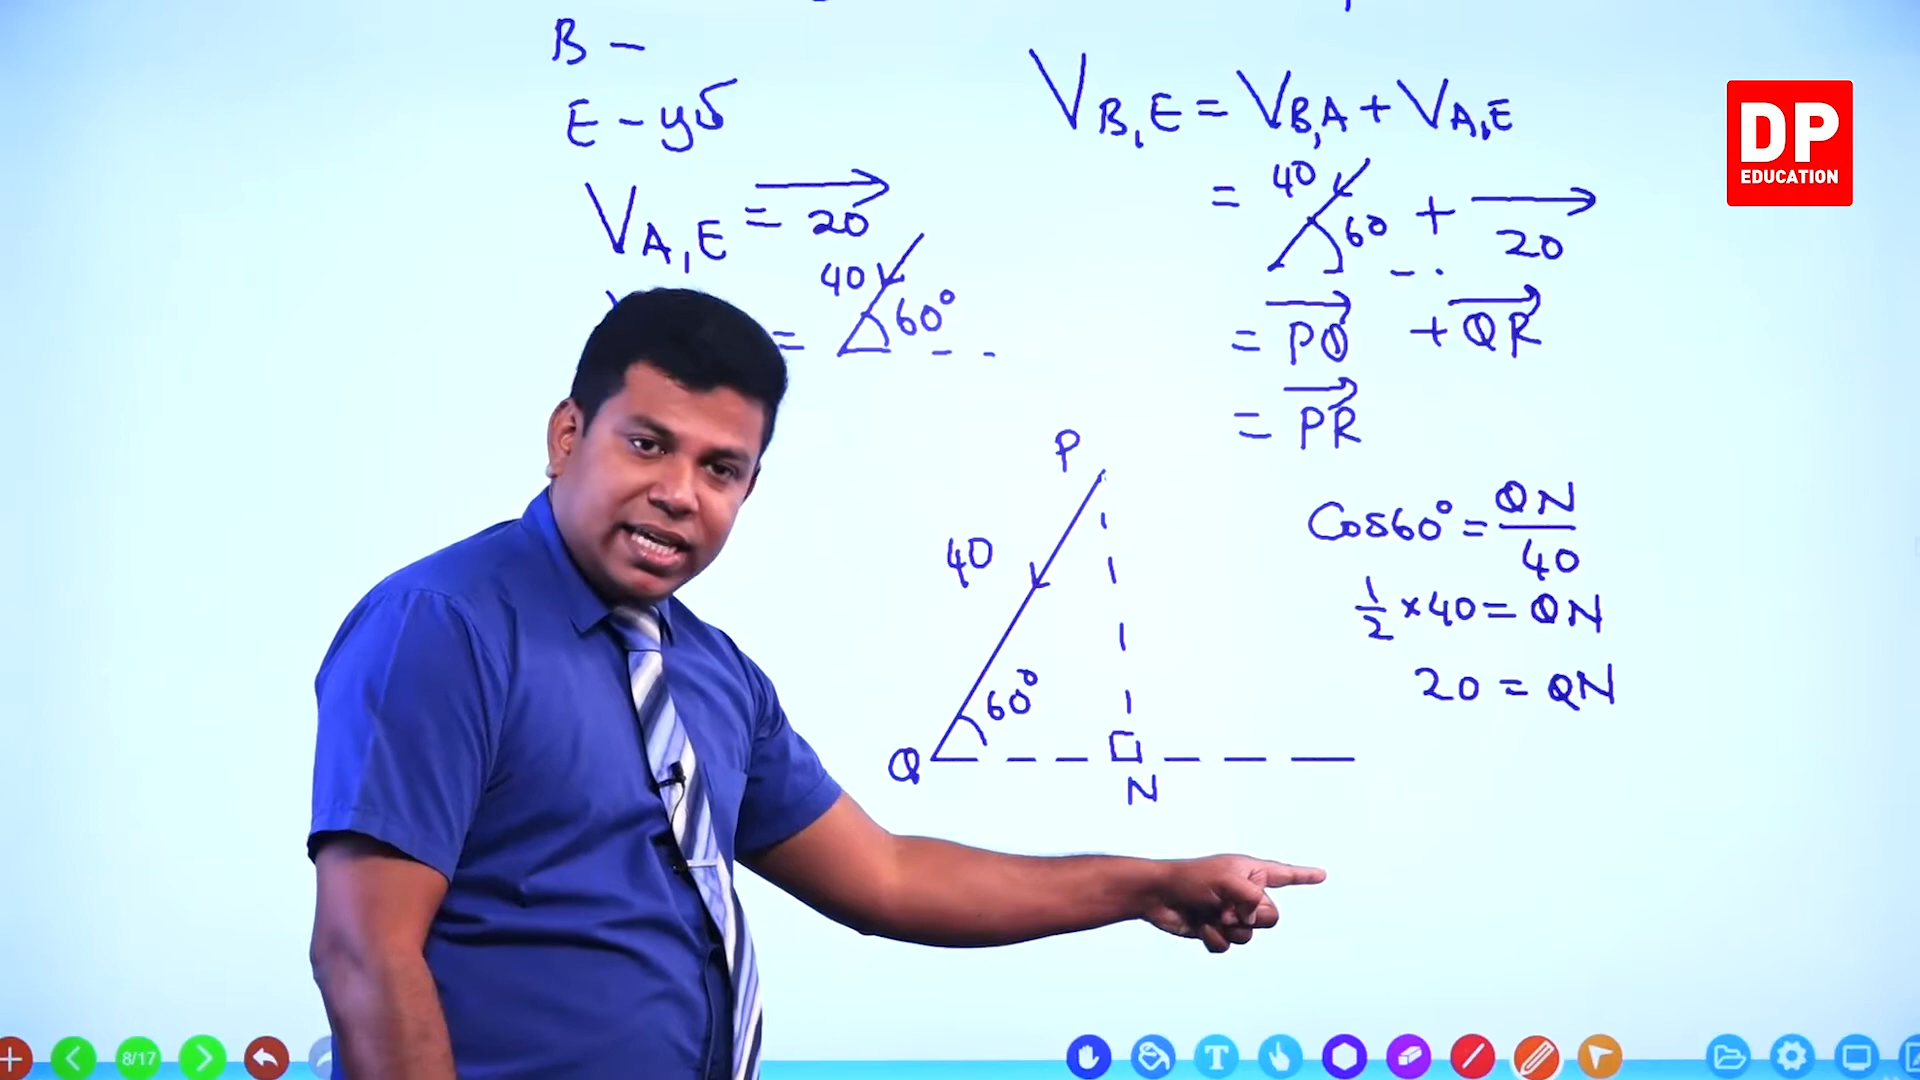 B –
E –
V_A,E = 20
40
= 60°
V_B,E = V_B,A + V_A,E
= 40 60 + 20
= PQ + QR
= PR
P
40
60°
Q
N
Cos60° = QN/40
1/2 × 40 = QN
20 = QN
DP
EDUCATION
8/17
T